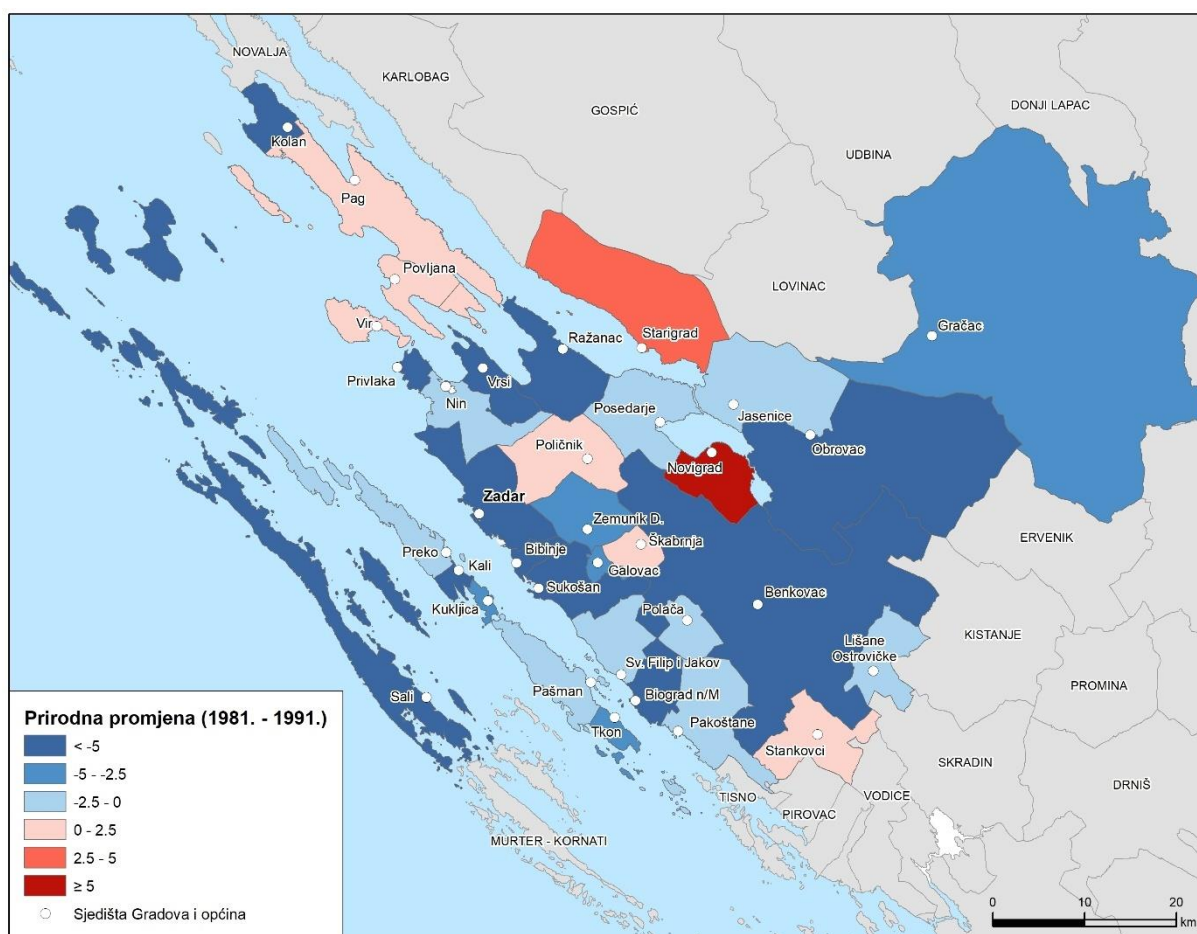 NOVALJA
KARLOBAG
GOSPIĆ
DONJI LAPAC
UDBINA
Kolan
Pag
LOVINAC
Povljana
Vir
Starigrad
Gračac
Ražanac
Privlaka
Vrsi
Nin
Posedarje
Jasenice
Obrovac
Poličnik
Novigrad
Zadar
Zemunik D.
Škabrnja
ERVENIK
Preko
Bibinje
Kali
Galovac
Sukošan
Kukljica
Benkovac
Polača
KISTANJE
Lišane
Ostrovičke
Sv. Filip i Jakov
PROMINA
Pašman
Sali
Biograd n/M
Tkon
Pakoštane
Stankovci
SKRADIN
DRNIŠ
TISNO
VODICE
PIROVAC
MURTER - KORNATI
Prirodna promjena (1981. - 1991.)
< -5
-5 - -2.5
-2.5 - 0
0 - 2.5
2.5 - 5
≥ 5
Sjedišta Gradova i općina
0 10 20
km